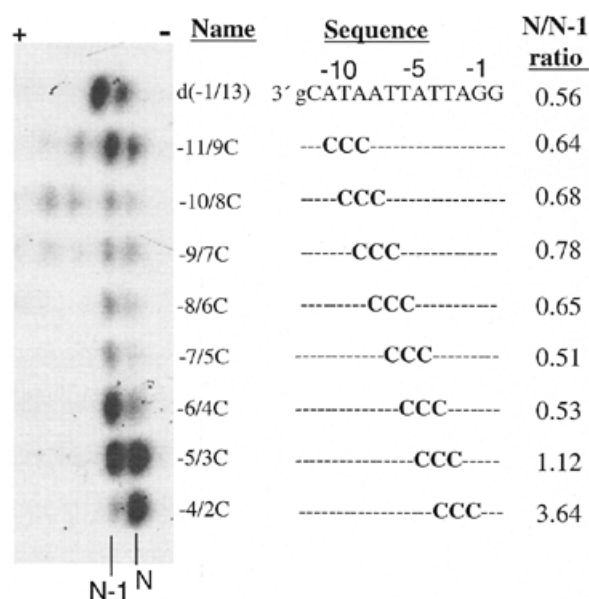 + - Name Sequence N/N-1 ratio
-10 -5 -1
d(-1/13) 3´ gCATAATTATTAGG 0.56
-11/9C ---CCC-------------------- 0.64
-10/8C ------CCC----------------- 0.68
-9/7C --------CCC--------------- 0.78
-8/6C ----------CCC------------- 0.65
-7/5C -------------CCC---------- 0.51
-6/4C ---------------CCC-------- 0.53
-5/3C -----------------CCC------ 1.12
-4/2C --------------------CCC--- 3.64
N-1 N